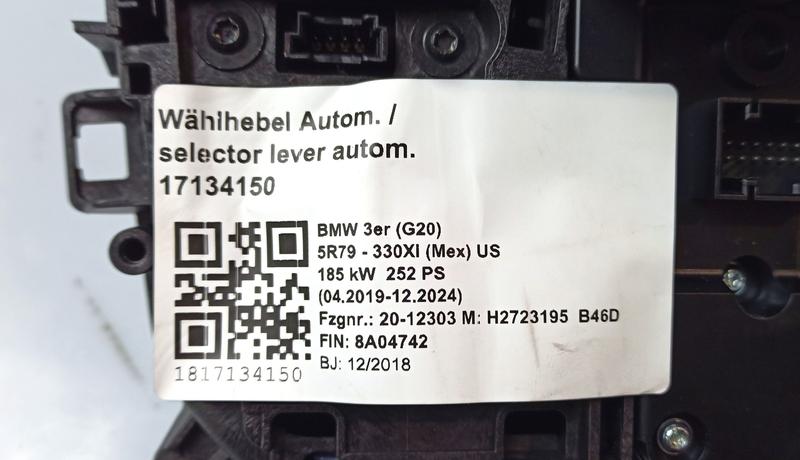 Wählhebel Autom. /
selector lever autom.
17134150
BMW 3er (G20)
5R79 - 330XI (Mex) US
185 kW 252 PS
(04.2019-12.2024)
Fzgnr.: 20-12303 M: H2723195 B46D
FIN: 8A04742
BJ: 12/2018
1817134150